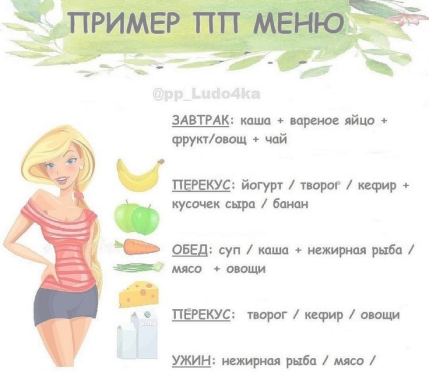 ПРИМЕР ПП МЕНЮ
@pp_Ludo4ka
ЗАВТРАК: каша + вареное яйцо +
фрукт/овощ + чай
ПЕРЕКУС: йогурт / творог / кефир +
кусочек сыра / банан
ОБЕД: суп / каша + нежирная рыба /
мясо + овощи
ПЕРЕКУС: творог / кефир / овощи
УЖИН: нежирная рыба / мясо /